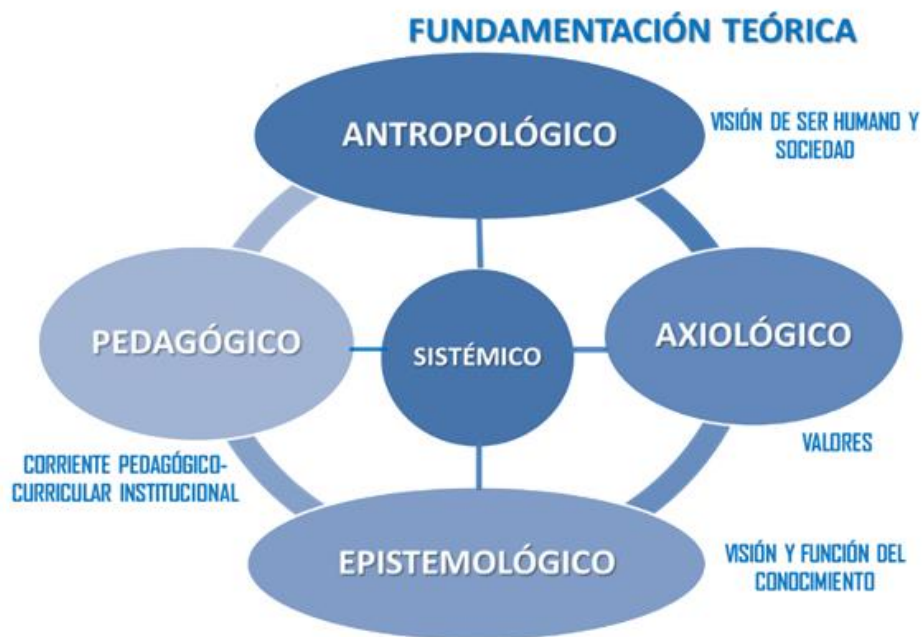 FUNDAMENTACIÓN TEÓRICA
ANTROPOLÓGICO
VISIÓN DE SER HUMANO Y
SOCIEDAD
PEDAGÓGICO
SISTÉMICO
AXIOLÓGICO
VALORES
CORRIENTE PEDAGÓGICO-
CURRICULAR INSTITUCIONAL
EPISTEMOLÓGICO
VISIÓN Y FUNCIÓN DEL
CONOCIMIENTO